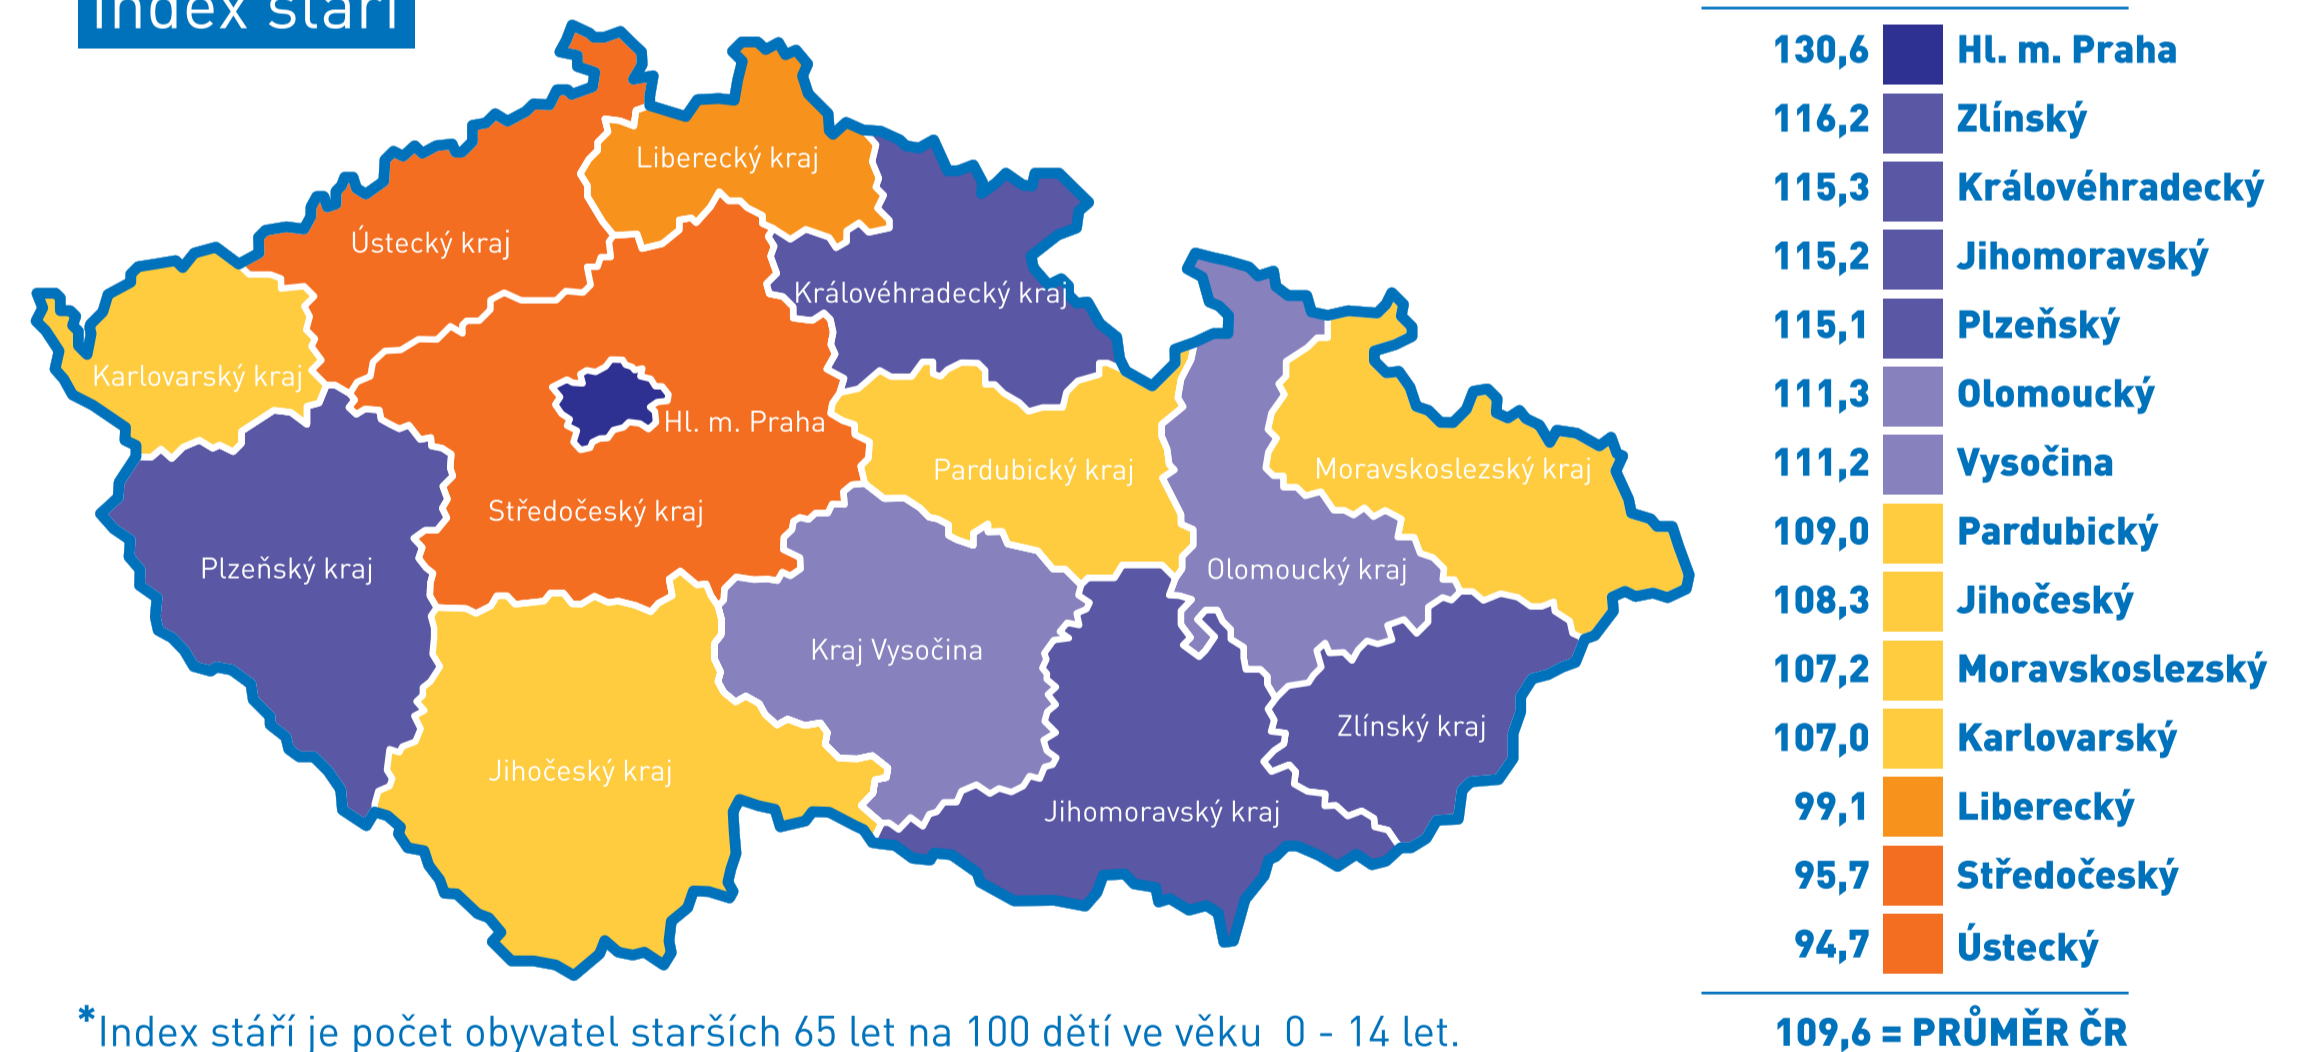 Index stáří
Liberecký kraj
Ústecký kraj
Královéhradecký kraj
Karlovarský kraj
Hl. m. Praha
Pardubický kraj
Moravskoslezský kraj
Středočeský kraj
Plzeňský kraj
Olomoucký kraj
Kraj Vysočina
Zlínský kraj
Jihočeský kraj
Jihomoravský kraj
130,6 Hl. m. Praha
116,2 Zlínský
115,3 Královéhradecký
115,2 Jihomoravský
115,1 Plzeňský
111,3 Olomoucký
111,2 Vysočina
109,0 Pardubický
108,3 Jihočeský
107,2 Moravskoslezský
107,0 Karlovarský
99,1 Liberecký
95,7 Středočeský
94,7 Ústecký
109,6 = PRŮMĚR ČR
*Index stáří je počet obyvatel starších 65 let na 100 dětí ve věku 0 - 14 let.